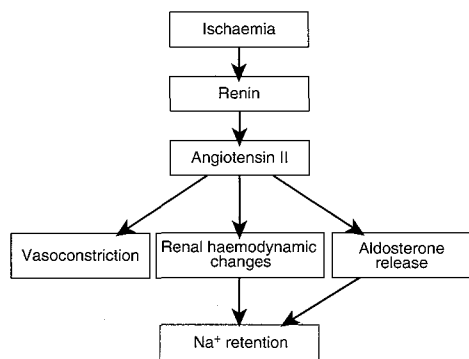 Ischaemia
Renin
Angiotensin II
Vasoconstriction
Renal haemodynamic
changes
Aldosterone
release
Na⁺ retention